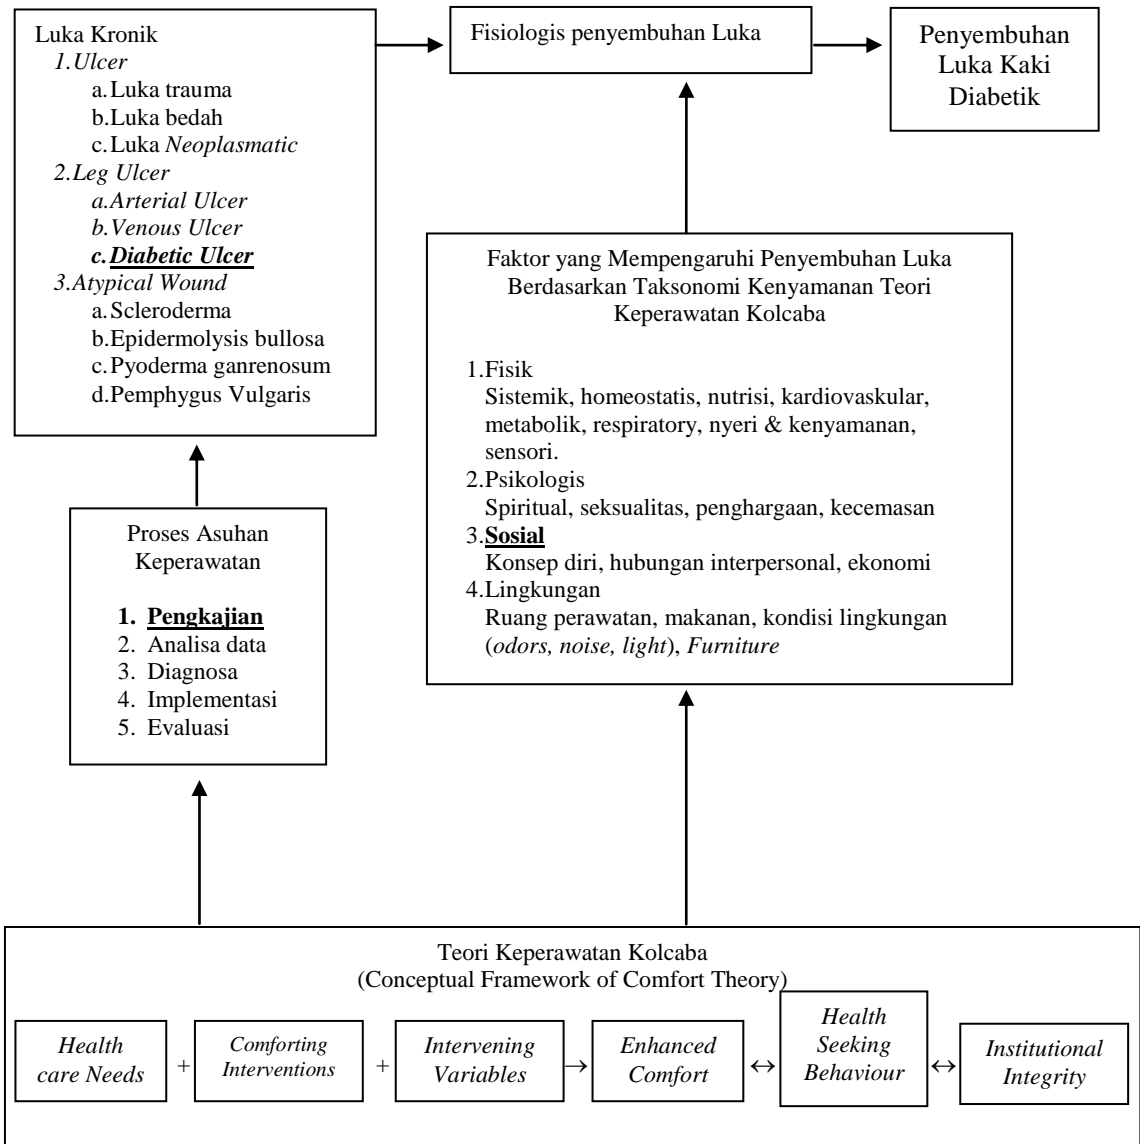 Luka Kronik
1.Ulcer
a.Luka trauma
b.Luka bedah
c.Luka Neoplasmatic
2.Leg Ulcer
a.Arterial Ulcer
b.Venous Ulcer
c.Diabetic Ulcer
3.Atypical Wound
a.Scleroderma
b.Epidermolysis bullosa
c.Pyoderma ganrenosum
d.Pemphygus Vulgaris
Fisiologis penyembuhan Luka
Penyembuhan
Luka Kaki
Diabetik
Faktor yang Mempengaruhi Penyembuhan Luka
Berdasarkan Taksonomi Kenyamanan Teori
Keperawatan Kolcaba
1.Fisik
Sistemik, homeostatis, nutrisi, kardiovaskular,
metabolik, respiratory, nyeri & kenyamanan,
sensori.
2.Psikologis
Spiritual, seksualitas, penghargaan, kecemasan
3.Sosial
Konsep diri, hubungan interpersonal, ekonomi
4.Lingkungan
Ruang perawatan, makanan, kondisi lingkungan
(odors, noise, light), Furniture
Proses Asuhan
Keperawatan
1. Pengkajian
2. Analisa data
3. Diagnosa
4. Implementasi
5. Evaluasi
Teori Keperawatan Kolcaba
(Conceptual Framework of Comfort Theory)
Health
care Needs
+
Comforting
Interventions
+
Intervening
Variables
→
Enhanced
Comfort
↔
Health
Seeking
Behaviour
↔
Institutional
Integrity